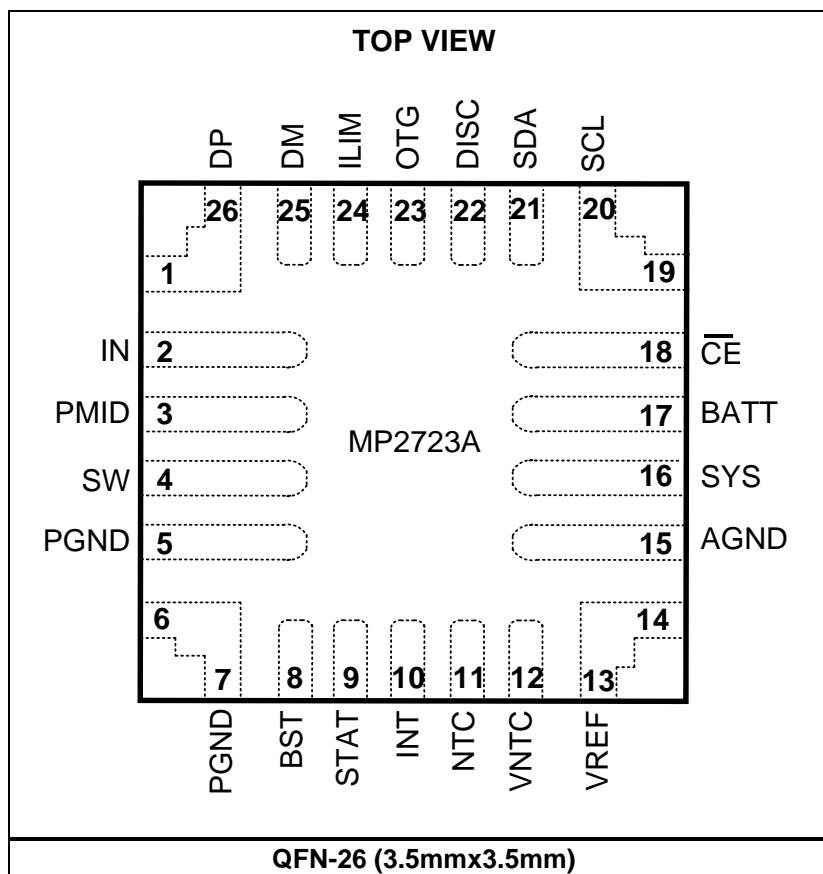 TOP VIEW
DP DM ILIM OTG DISC SDA SCL
26 25 24 23 22 21 20
1 19
IN 2 18 CE
PMID 3 17 BATT
MP2723A
SW 4 16 SYS
PGND 5 15 AGND
6 14
7 8 9 10 11 12 13
PGND BST STAT INT NTC VNTC VREF
QFN-26 (3.5mmx3.5mm)